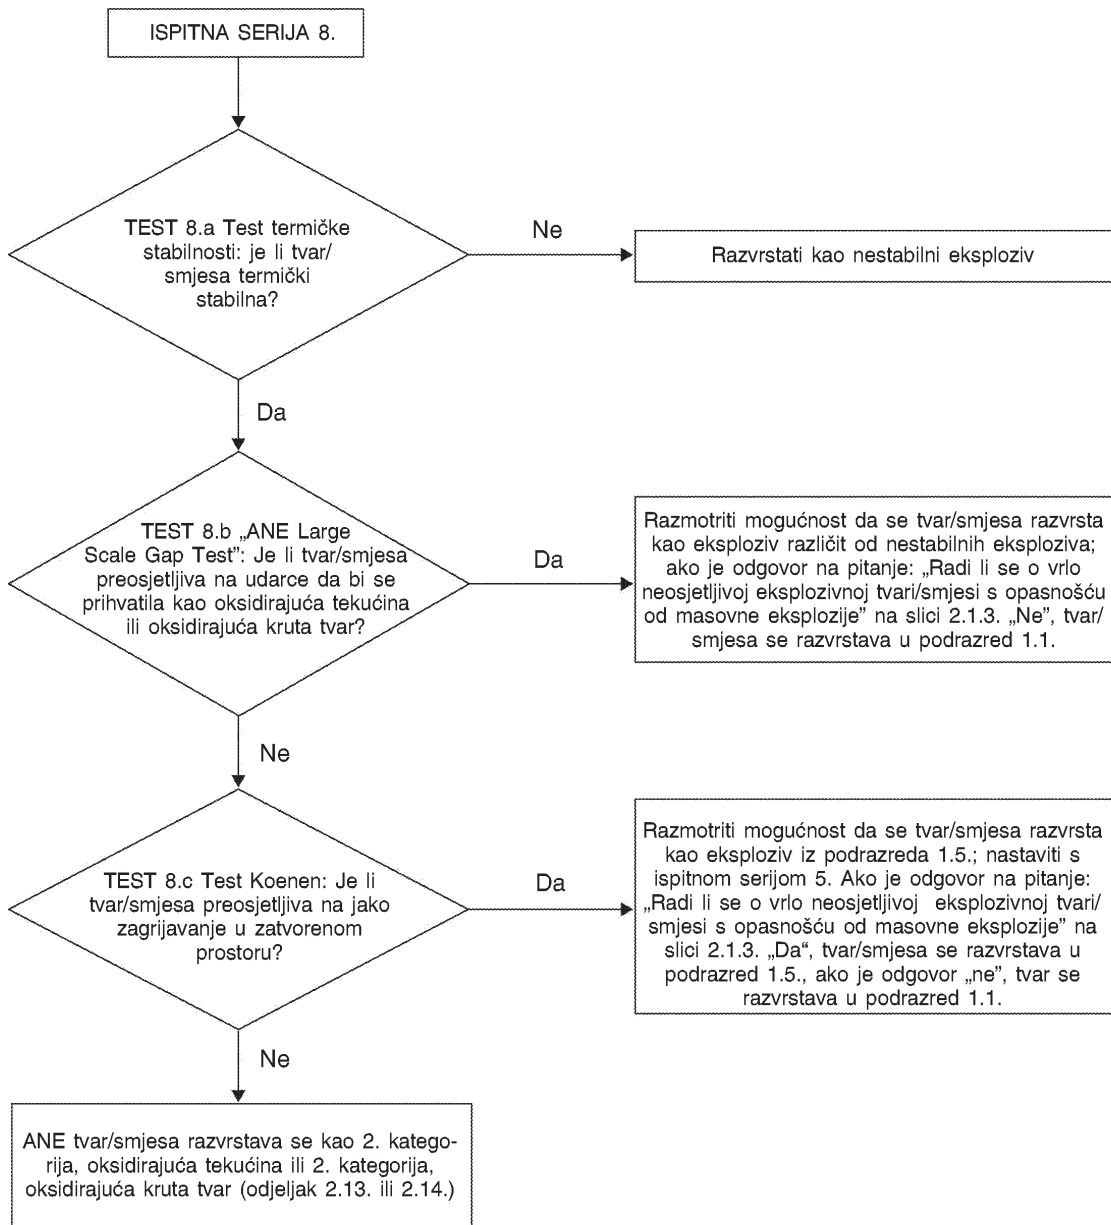 ISPITNA SERIJA 8.
TEST 8.a Test termičke
stabilnosti: je li tvar/
smjesa termički
stabilna?
Ne
Razvrstati kao nestabilni eksploziv
Da
TEST 8.b „ANE Large
Scale Gap Test”: Je li tvar/smjesa
preosjetljiva na udarce da bi se
prihvatila kao oksidirajuća tekućina
ili oksidirajuća kruta tvar?
Da
Razmotriti mogućnost da se tvar/smjesa razvrsta
kao eksploziv različit od nestabilnih eksploziva;
ako je odgovor na pitanje: „Radi li se o vrlo
neosjetljivoj eksplozivnoj tvari/smjesi s opasnošću
od masovne eksplozije” na slici 2.1.3. „Ne”, tvar/
smjesa se razvrstava u podrazred 1.1.
Ne
TEST 8.c Test Koenen: Je li
tvar/smjesa preosjetljiva na jako
zagrijavanje u zatvorenom
prostoru?
Da
Razmotriti mogućnost da se tvar/smjesa razvrsta
kao eksploziv iz podrazreda 1.5.; nastaviti s
ispitnom serijom 5. Ako je odgovor na pitanje:
„Radi li se o vrlo neosjetljivoj eksplozivnoj tvari/
smjesi s opasnošću od masovne eksplozije” na
slici 2.1.3. „Da“, tvar/smjesa se razvrstava u
podrazred 1.5., ako je odgovor „ne”, tvar se
razvrstava u podrazred 1.1.
Ne
ANE tvar/smjesa razvrstava se kao 2. katego-
rija, oksidirajuća tekućina ili 2. kategorija,
oksidirajuća kruta tvar (odjeljak 2.13. ili 2.14.)